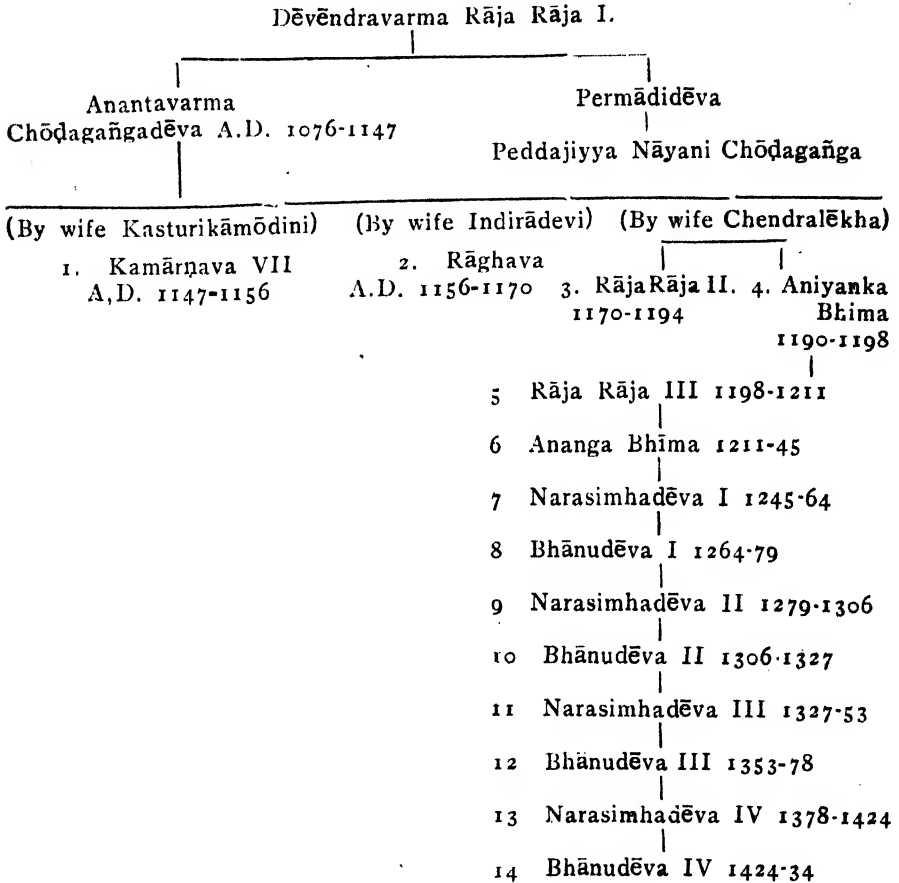 Dēvēndravarma Rāja Rāja I.
Anantavarma
Chōḍagañgadēva A.D. 1076-1147
Permādidēva
Peddajiyya Nāyani Chōḍagañga
(By wife Kasturikāmōdini) (By wife Indirādevi) (By wife Chendralēkha)
1. Kamārṇava VII
A,D. 1147-1156
2. Rāghava
A.D. 1156-1170
3. Rāja Rāja II.
1170-1194
4. Aniyanka
Bhima
1190-1198
5 Rāja Rāja III 1198-1211
6 Ananga Bhīma 1211-45
7 Narasimhadēva I 1245-64
8 Bhānudēva I 1264-79
9 Narasimhadēva II 1279-1306
10 Bhānudēva II 1306-1327
11 Narasimhadēva III 1327-53
12 Bhānudēva III 1353-78
13 Narasimhadēva IV 1378-1424
14 Bhānudēva IV 1424-34